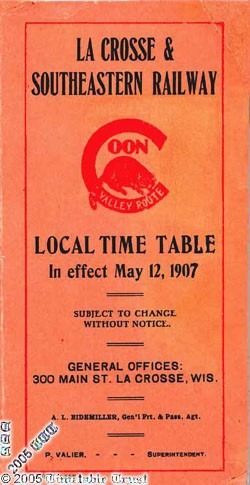 LA CROSSE &
SOUTHEASTERN RAILWAY
COON
VALLEY ROUTE
LOCAL TIME TABLE
In effect May 12, 1907
SUBJECT TO CHANGE
WITHOUT NOTICE.
GENERAL OFFICES:
300 MAIN ST. LA CROSSE, WIS.
A. L. BIDEMILLER, Gen'l Frt. & Pass. Agt.
P. VALIER, - - - SUPERINTENDENT.
© 2005